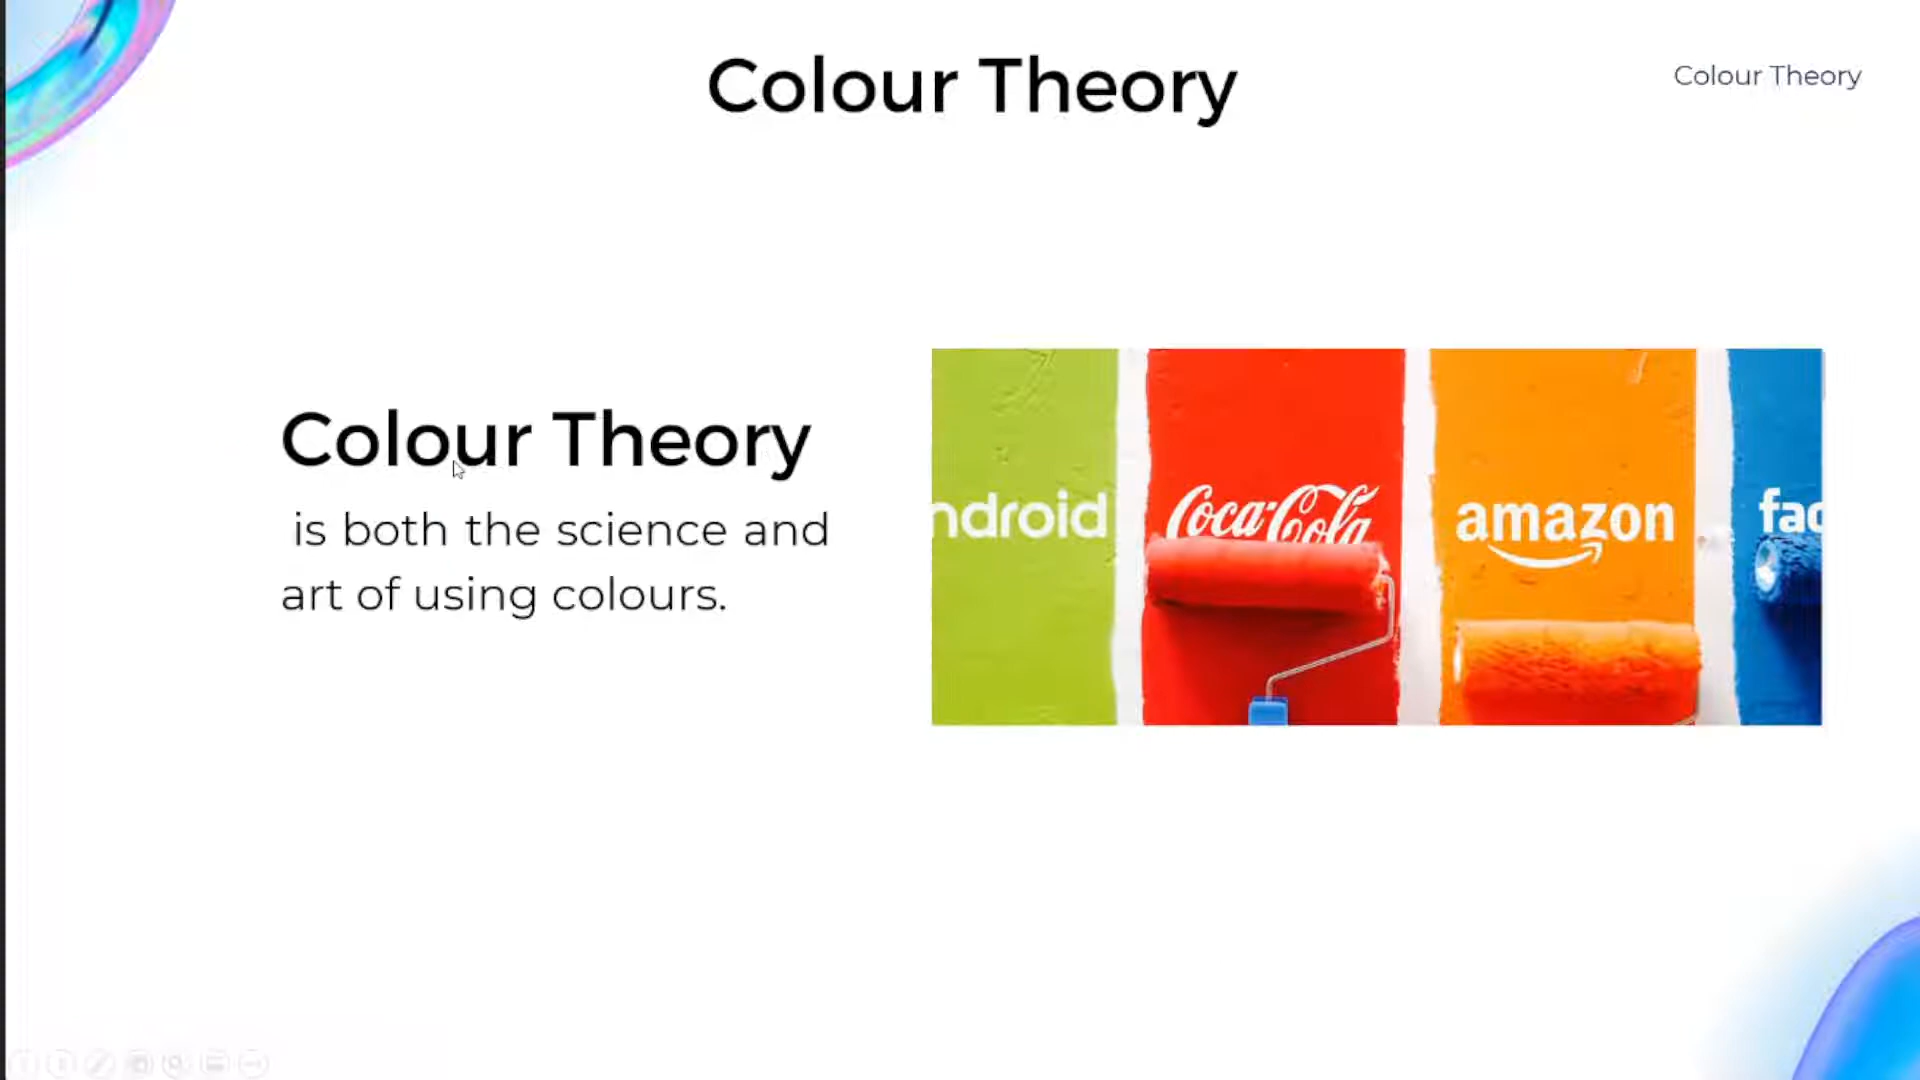 Colour Theory
Colour Theory
Colour Theory
is both the science and
art of using colours.
ndroid
Coca-Cola
amazon
fac